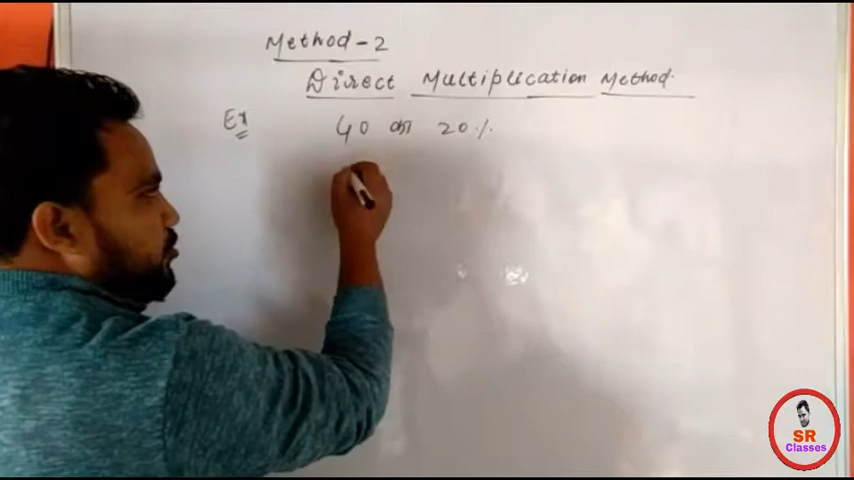 Method - 2
Direct Multiplication Method.
Ex 40 का 20%.
SR
Classes